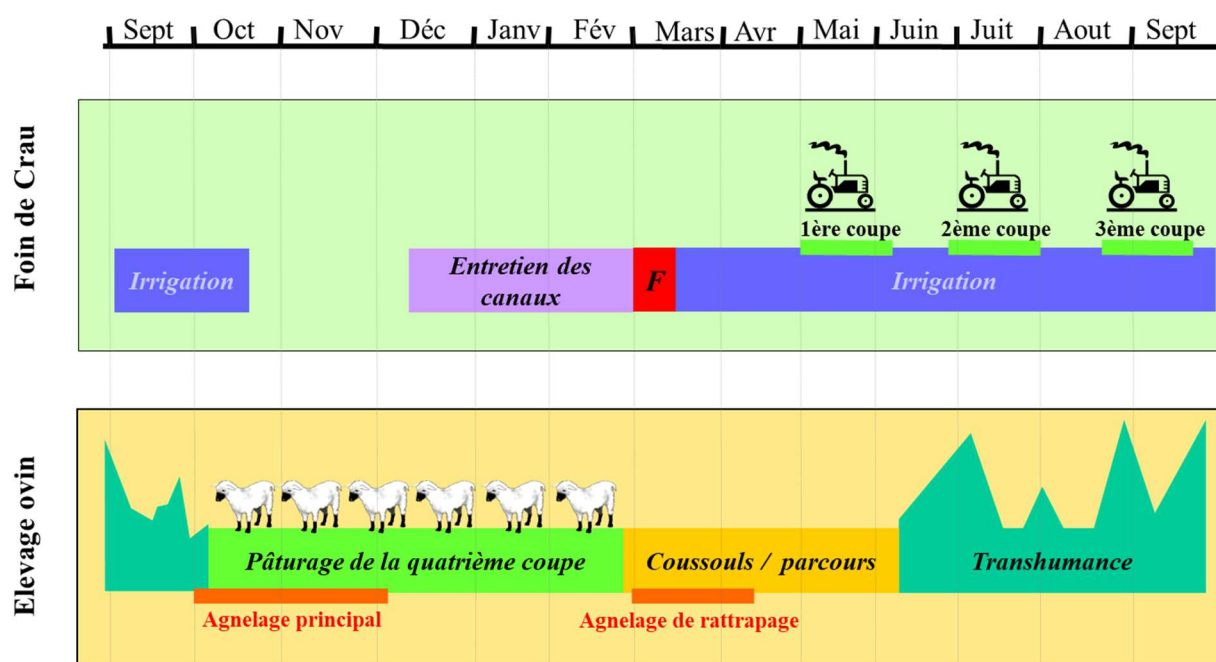 Sept Oct Nov Déc Janv Fév Mars Avr Mai Juin Juit Aout Sept
Foin de Crau
1ère coupe 2ème coupe 3ème coupe
Irrigation
Entretien des
canaux
F
Irrigation
Elevage ovin
Pâturage de la quatrième coupe
Coussouls / parcours
Transhumance
Agnelage principal
Agnelage de rattrapage